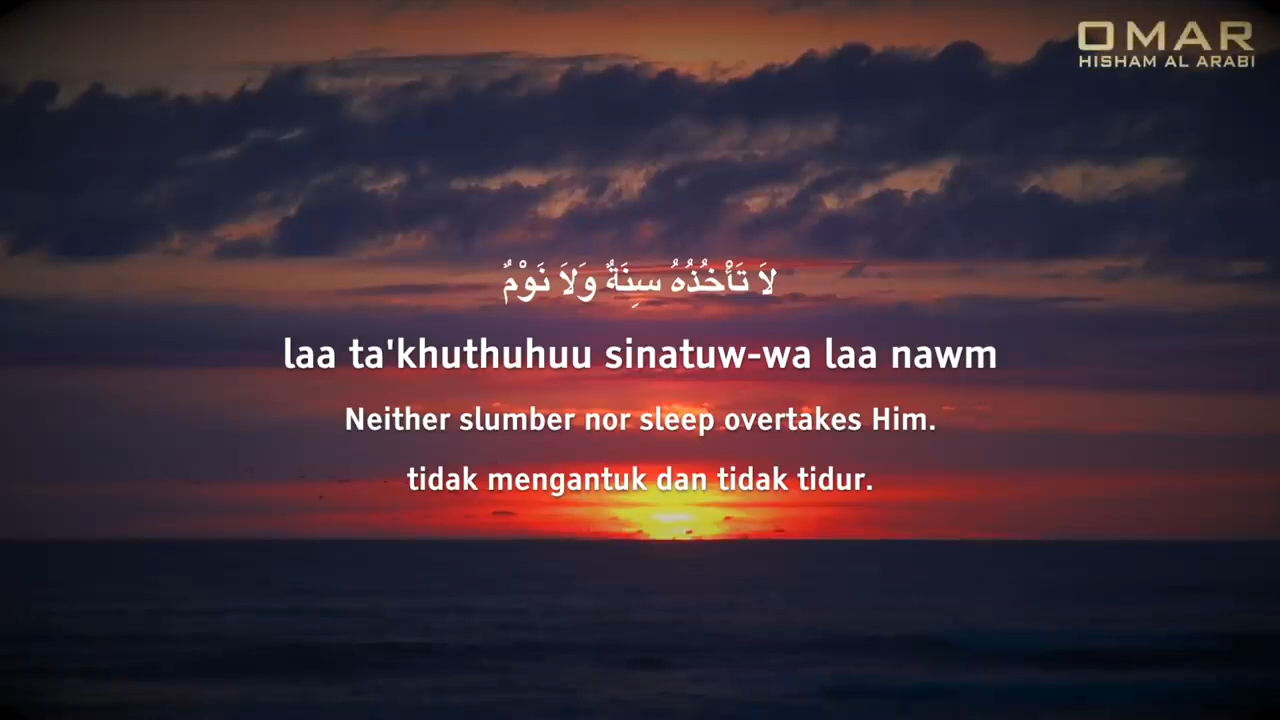 OMAR
HISHAM AL ARABI
لاَ تَأْخُذُهُ سِنَةٌ وَلاَ نَوْمٌ
laa ta'khuthuhuu sinatuw-wa laa nawm
Neither slumber nor sleep overtakes Him.
tidak mengantuk dan tidak tidur.